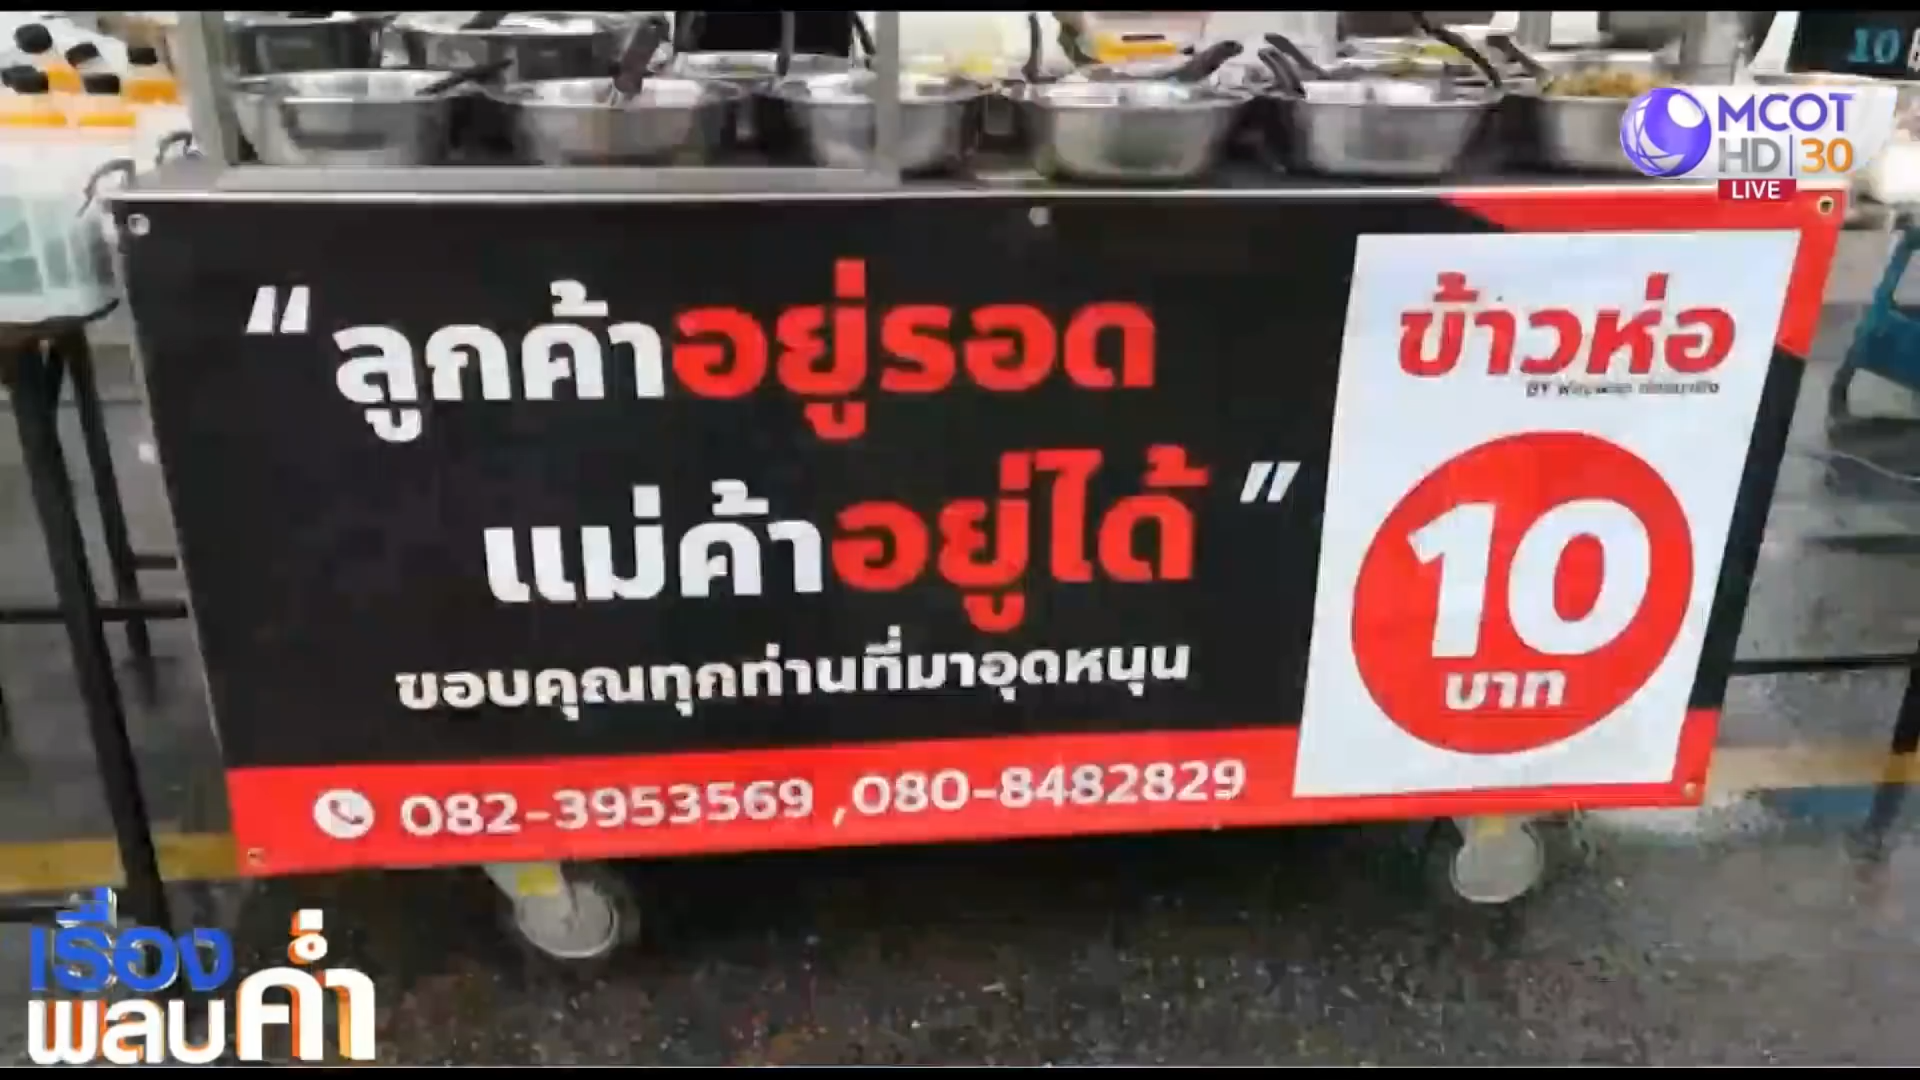 10
MCOT
HD 30
LIVE
“ลูกค้าอยู่รอด
แม่ค้าอยู่ได้”
ขอบคุณทุกท่านที่มาอุดหนุน
082-3953569 ,080-8482829
ข้าวห่อ
BY
10
บาท
เรื่อง
พลบค่ำ